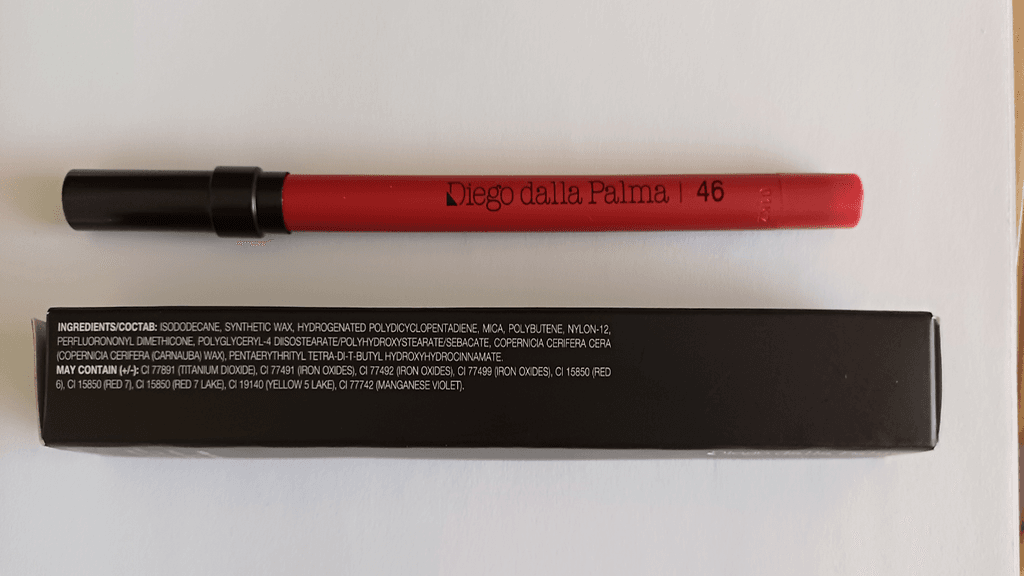 Diego dalla Palma | 46
INGREDIENTS/СОСТАВ: ISODODECANE, SYNTHETIC WAX, HYDROGENATED POLYDICYCLOPENTADIENE, MICA, POLYBUTENE, NYLON-12,
PERFLUORONONYL DIMETHICONE, POLYGLYCERYL-4 DIISOSTEARATE/POLYHYDROXYSTEARATE/SEBACATE, COPERNICIA CERIFERA CERA
(COPERNICIA CERIFERA (CARNAUBA) WAX), PENTAERYTHRITYL TETRA-DI-T-BUTYL HYDROXYHYDROCINNAMATE.
MAY CONTAIN (+/-): CI 77891 (TITANIUM DIOXIDE), CI 77491 (IRON OXIDES), CI 77492 (IRON OXIDES), CI 77499 (IRON OXIDES), CI 15850 (RED
6), CI 15850 (RED 7), CI 15850 (RED 7 LAKE), CI 19140 (YELLOW 5 LAKE), CI 77742 (MANGANESE VIOLET).